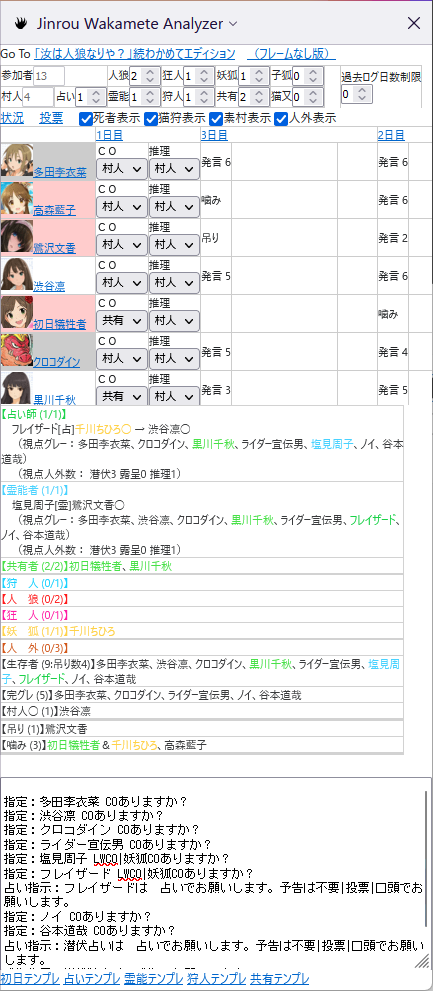 Jinrou Wakamete Analyzer
Go To 「汝は人狼なりや？」続わかめてエディション （フレームなし版）
参加者 13 人狼 2 狂人 1 妖狐 1 子狐 0 過去ログ日数制限
村人 4 占い 1 霊能 1 狩人 1 共有 2 猫又 0 0
状況 投票 死者表示 猫狩表示 素村表示 人外表示
1日目 3日目 2日目
多田李衣菜 ＣＯ 村人 推理 村人 発言 6 発言 6
高森藍子 ＣＯ 村人 推理 村人 噛み 発言 6
鷺沢文香 ＣＯ 村人 推理 村人 吊り 発言 2
渋谷凛 ＣＯ 村人 推理 村人 発言 5 発言 6
初日犠牲者 ＣＯ 共有 推理 村人 噛み
クロコダイン ＣＯ 村人 推理 村人 発言 5 発言 4
黒川千秋 ＣＯ 共有 推理 村人 発言 3 発言 5
【占い師 (1/1)】
フレイザード[占]千川ちひろ〇 → 渋谷凛〇
（視点グレー：多田李衣菜、クロコダイン、黒川千秋、ライダー宣伝男、塩見周子、ノイ、谷本
道哉）
（視点人外数： 潜伏3 露呈0 推理1）
【霊能者 (1/1)】
塩見周子[霊]鷺沢文香〇
（視点グレー：多田李衣菜、渋谷凛、クロコダイン、黒川千秋、ライダー宣伝男、フレイザード、
ノイ、谷本道哉）
（視点人外数： 潜伏3 露呈0 推理1）
【共有者 (2/2)】初日犠牲者、黒川千秋
【狩　人 (0/1)】
【人　狼 (0/2)】
【狂　人 (0/1)】
【妖　狐 (1/1)】千川ちひろ
【人　外 (0/3)】
【生存者 (9:吊り数4)】多田李衣菜、渋谷凛、クロコダイン、黒川千秋、ライダー宣伝男、塩見周
子、フレイザード、ノイ、谷本道哉
【完グレ (5)】多田李衣菜、クロコダイン、ライダー宣伝男、ノイ、谷本道哉
【村人〇 (1)】渋谷凛
【吊り (1)】鷺沢文香
【噛み (3)】初日犠牲者 & 千川ちひろ、高森藍子
指定：多田李衣菜 COありますか？
指定：渋谷凛 COありますか？
指定：クロコダイン COありますか？
指定：ライダー宣伝男 COありますか？
指定：塩見周子 LWCO|妖狐COありますか？
指定：フレイザード LWCO|妖狐COありますか？
占い指示：フレイザードは　占いでお願いします。予告は不要|投票|口頭でお
願いします。
指定：ノイ COありますか？
指定：谷本道哉 COありますか？
占い指示：潜伏占いは　占いでお願いします。予告は不要|投票|口頭でお願いし
ます。
初日テンプレ 占いテンプレ 霊能テンプレ 狩人テンプレ 共有テンプレ